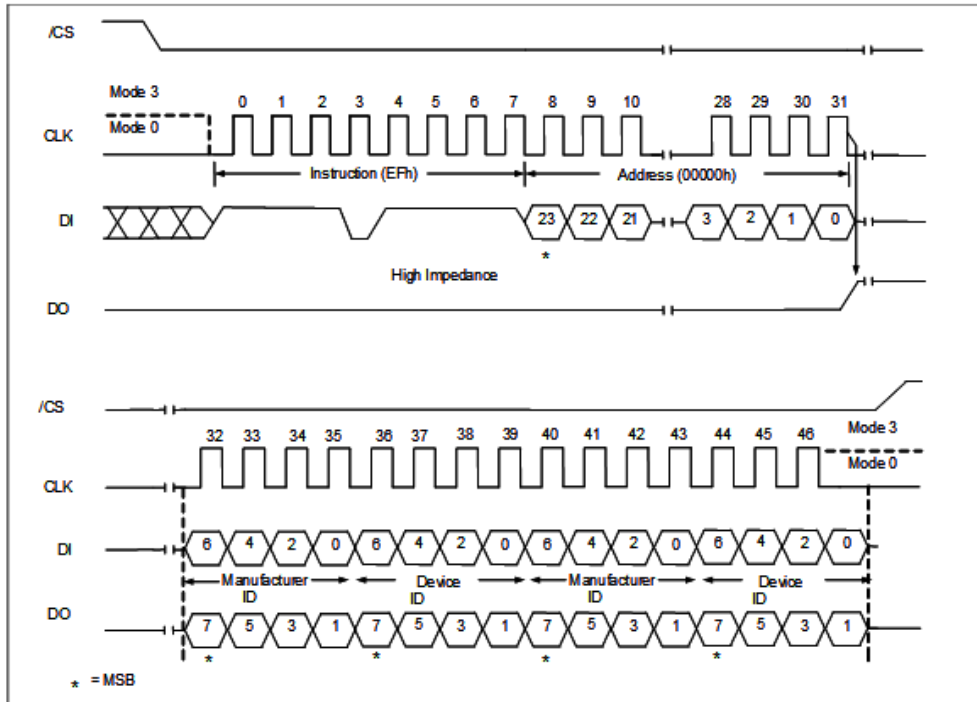 /CS
Mode 3
0 1 2 3 4 5 6 7 8 9 10 28 29 30 31
Mode 0
CLK
Instruction (EFh) Address (00000h)
DI 23 22 21 3 2 1 0
*
High Impedance
DO
/CS
32 33 34 35 36 37 38 39 40 41 42 43 44 45 46
Mode 3
Mode 0
CLK
DI 6 4 2 0 6 4 2 0 6 4 2 0 6 4 2 0
Manufacturer Device Manufacturer Device
ID ID ID ID
DO 7 5 3 1 7 5 3 1 7 5 3 1 7 5 3 1
* * * *
* = MSB